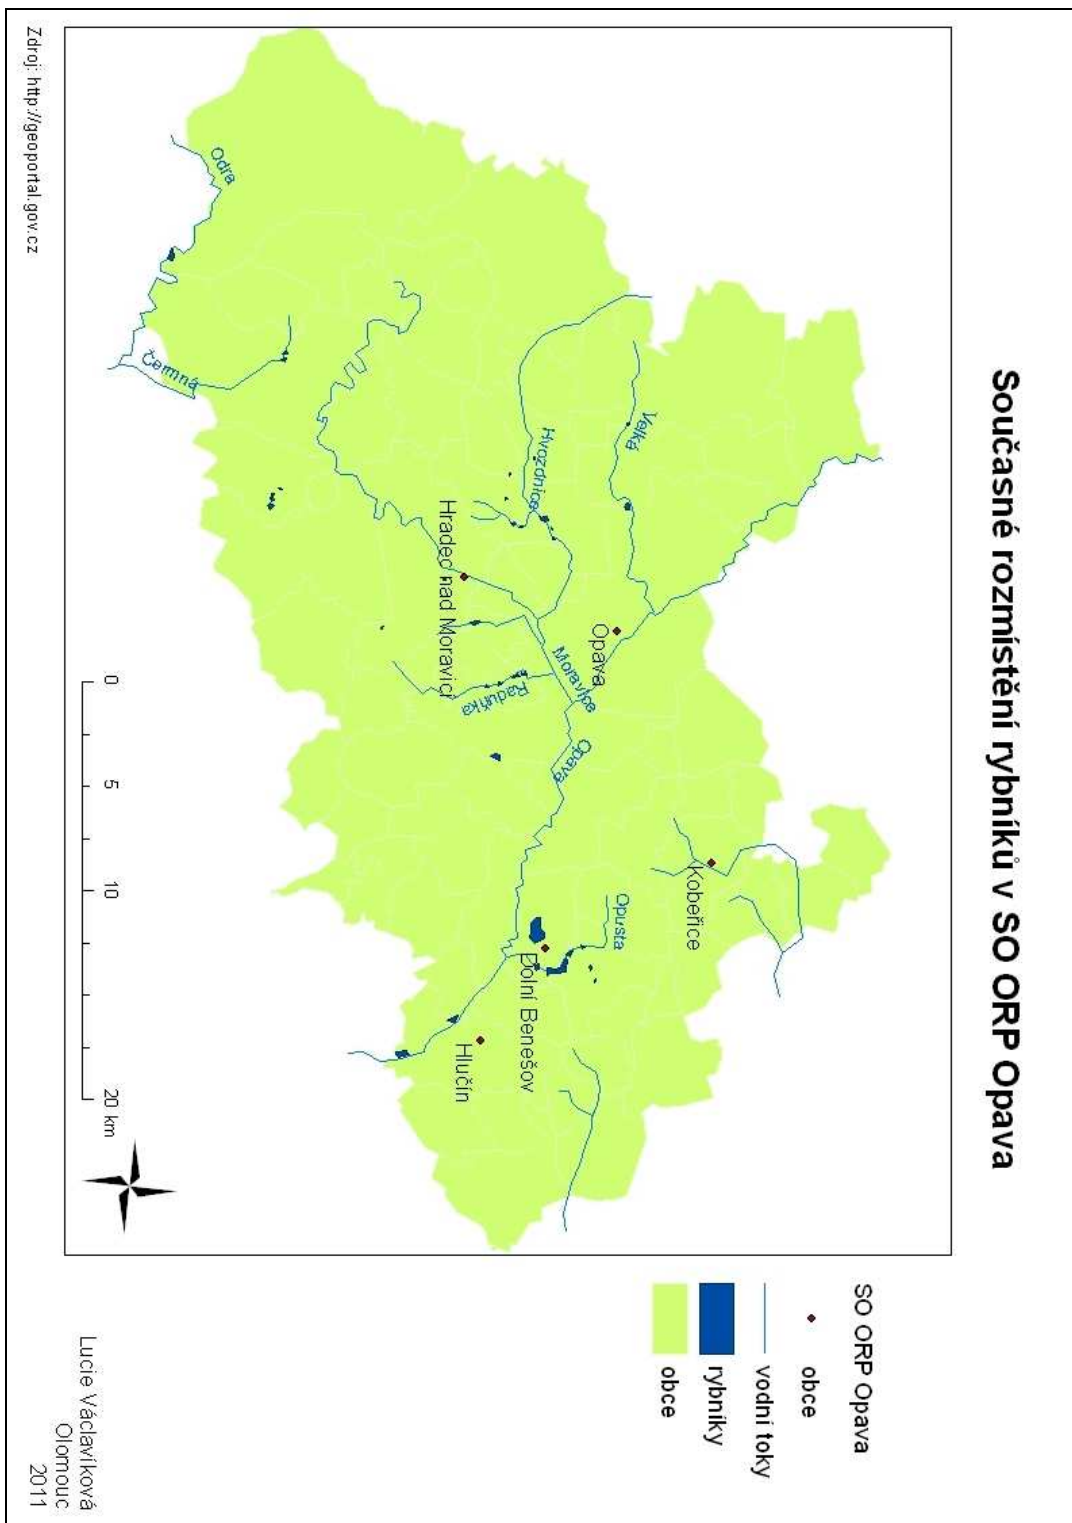 Současné rozmístění rybníků v SO ORP Opava
Odra
Čermná
Velká
Hvozdnice
Hradec nad Moravicí
Opava
Moravice
Raduňka
Opava
Kobeřice
Opusta
Dolní Benešov
Hlučín
0 5 10 20 km
SO ORP Opava
obce
vodní toky
rybníky
obce
Zdroj: http://geoportal.gov.cz
Lucie Václavíková
Olomouc
2011